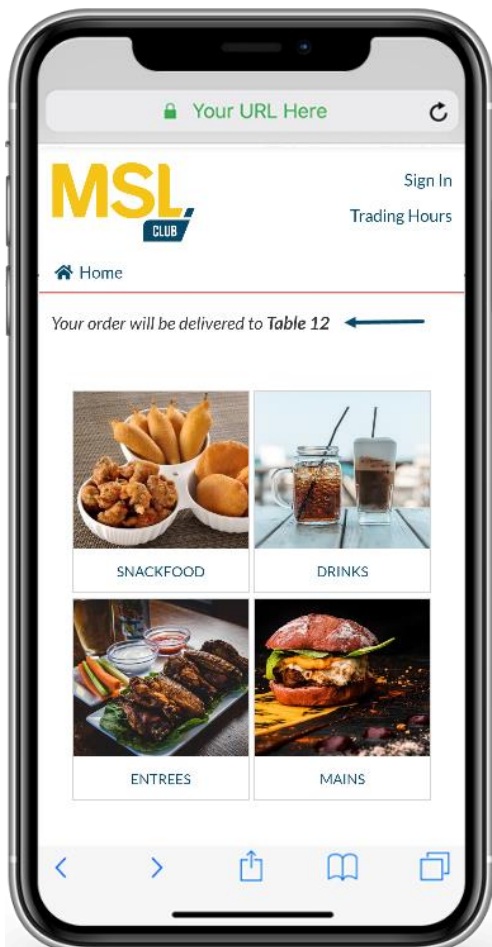 Your URL Here
MSL
CLUB
Sign In
Trading Hours
Home
Your order will be delivered to Table 12
SNACKFOOD
DRINKS
ENTREES
MAINS